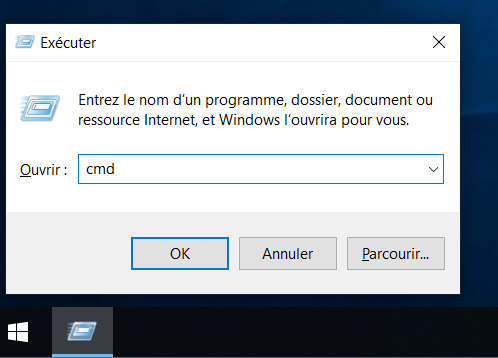 Exécuter
Entrez le nom d’un programme, dossier, document ou
ressource Internet, et Windows l’ouvrira pour vous.
Ouvrir : cmd
OK Annuler Parcourir...